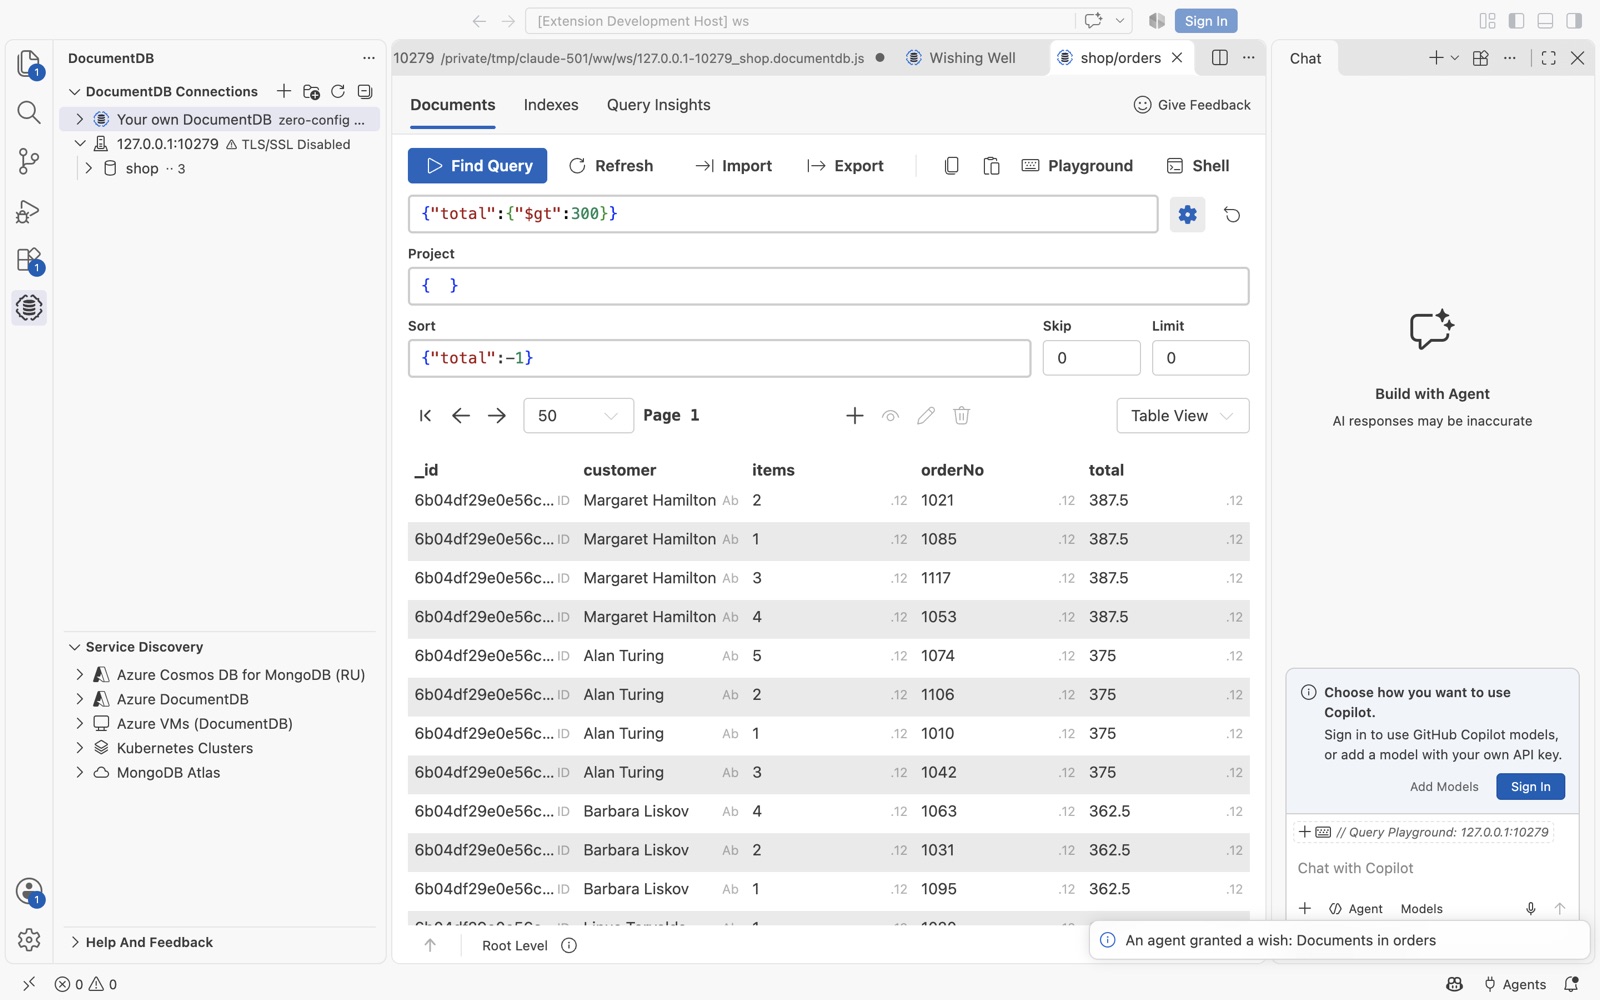 [Extension Development Host] ws
Sign In
1
1
1
DocumentDB
DocumentDB Connections
Your own DocumentDB zero-config ...
127.0.0.1:10279 TLS/SSL Disabled
shop ·· 3
Service Discovery
Azure Cosmos DB for MongoDB (RU)
Azure DocumentDB
Azure VMs (DocumentDB)
Kubernetes Clusters
MongoDB Atlas
Help And Feedback
10279 /private/tmp/claude-501/ww/ws/127.0.0.1-10279_shop.documentdb.js
Wishing Well
shop/orders
Documents Indexes Query Insights Give Feedback
Find Query Refresh Import Export Playground Shell
{"total":{"$gt":300}}
Project
{ }
Sort Skip Limit
{"total":-1} 0 0
50 Page 1 Table View
_id customer items orderNo total
6b04df29e0e56c... ID Margaret Hamilton Ab 2 .12 1021 .12 387.5 .12
6b04df29e0e56c... ID Margaret Hamilton Ab 1 .12 1085 .12 387.5 .12
6b04df29e0e56c... ID Margaret Hamilton Ab 3 .12 1117 .12 387.5 .12
6b04df29e0e56c... ID Margaret Hamilton Ab 4 .12 1053 .12 387.5 .12
6b04df29e0e56c... ID Alan Turing Ab 5 .12 1074 .12 375 .12
6b04df29e0e56c... ID Alan Turing Ab 2 .12 1106 .12 375 .12
6b04df29e0e56c... ID Alan Turing Ab 1 .12 1010 .12 375 .12
6b04df29e0e56c... ID Alan Turing Ab 3 .12 1042 .12 375 .12
6b04df29e0e56c... ID Barbara Liskov Ab 4 .12 1063 .12 362.5 .12
6b04df29e0e56c... ID Barbara Liskov Ab 2 .12 1031 .12 362.5 .12
6b04df29e0e56c... ID Barbara Liskov Ab 1 .12 1095 .12 362.5 .12
Root Level
Chat
Build with Agent
AI responses may be inaccurate
Choose how you want to use
Copilot.
Sign in to use GitHub Copilot models,
or add a model with your own API key.
Add Models Sign In
// Query Playground: 127.0.0.1:10279
Chat with Copilot
Agent Models
An agent granted a wish: Documents in orders
0 0
Agents